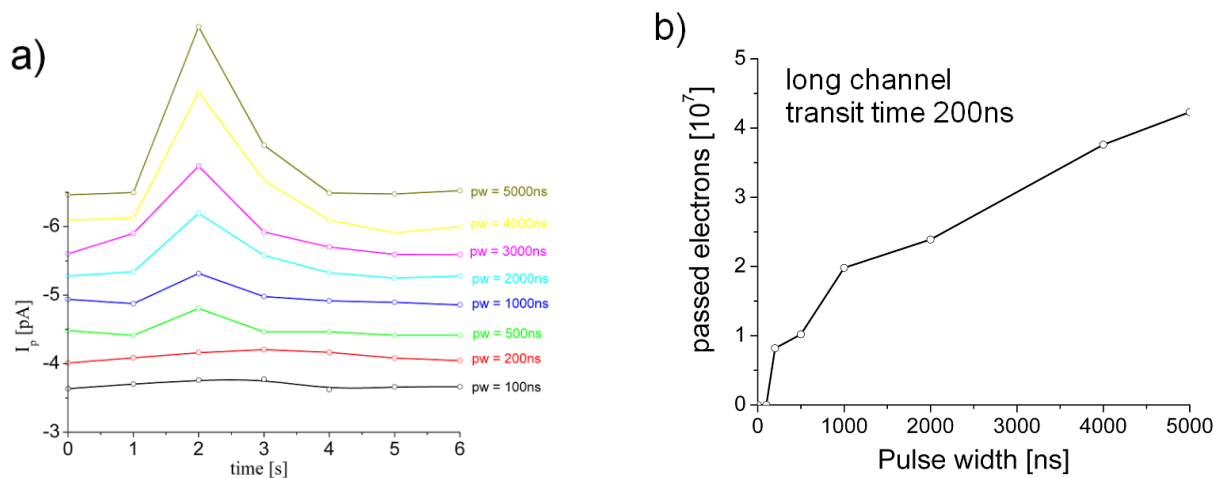 a)
I_p [pA]
-6
-5
-4
-3
0 1 2 3 4 5 6
time [s]
pw = 5000ns
pw = 4000ns
pw = 3000ns
pw = 2000ns
pw = 1000ns
pw = 500ns
pw = 200ns
pw = 100ns
b)
long channel
transit time 200ns
passed electrons [10⁷]
5
4
3
2
1
0
0 1000 2000 3000 4000 5000
Pulse width [ns]